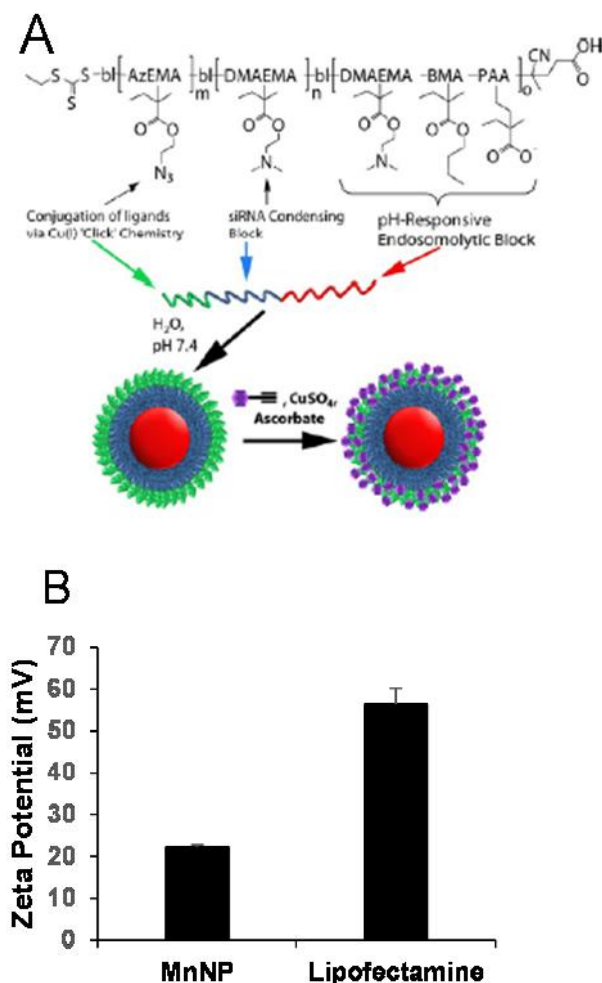 A
S S bl[AzEMA]m bl[DMAEMA]n bl[DMAEMA BMA PAA]o CN OH
S O O O O O O
O O O O O⁻
N₃ N N
Conjugation of ligands
via Cu(I) 'Click' Chemistry
siRNA Condensing
Block
pH-Responsive
Endosomolytic Block
H₂O,
pH 7.4
, CuSO₄,
Ascorbate
B
Zeta Potential (mV)
70
60
50
40
30
20
10
0
MnNP Lipofectamine